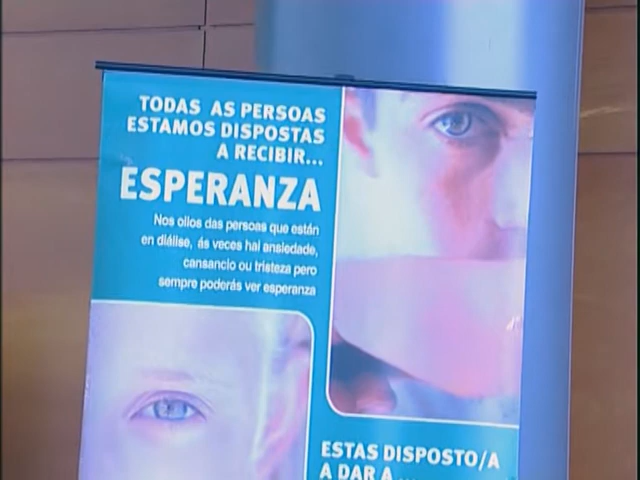 TODAS AS PERSOAS
ESTAMOS DISPOSTAS
A RECIBIR...
ESPERANZA
Nos ollos das persoas que están
en diálise, ás veces hai ansiedade,
cansancio ou tristeza pero
sempre poderás ver esperanza
ESTAS DISPOSTO/A
A DAR A...